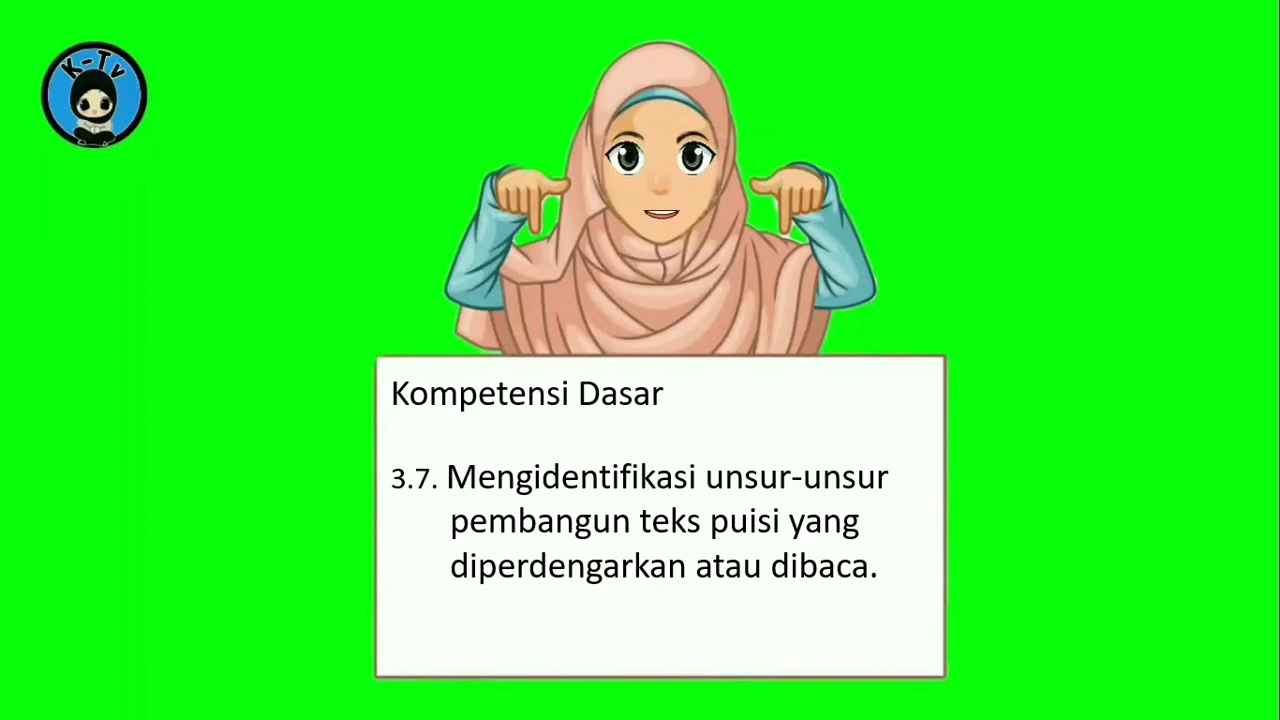 K-Tv
Kompetensi Dasar
3.7. Mengidentifikasi unsur-unsur
pembangun teks puisi yang
diperdengarkan atau dibaca.